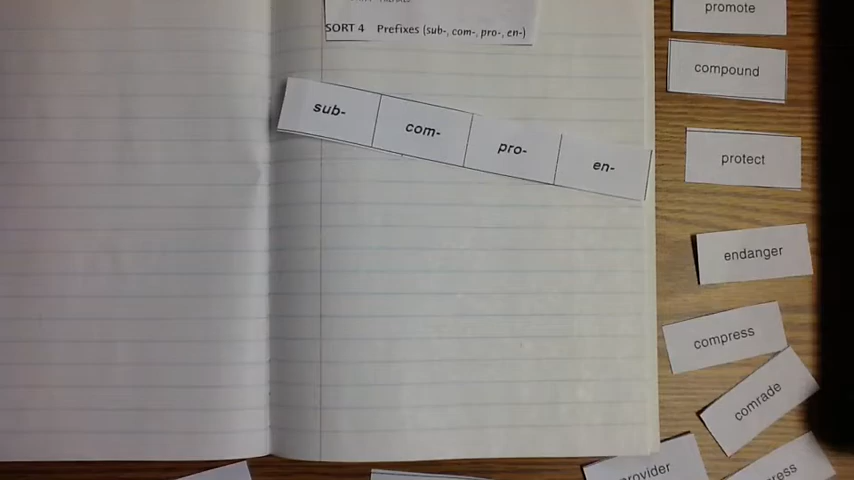 SORT 4 Prefixes (sub-, com-, pro-, en-)
sub- com- pro- en-
promote
compound
protect
endanger
compress
comrade
provider